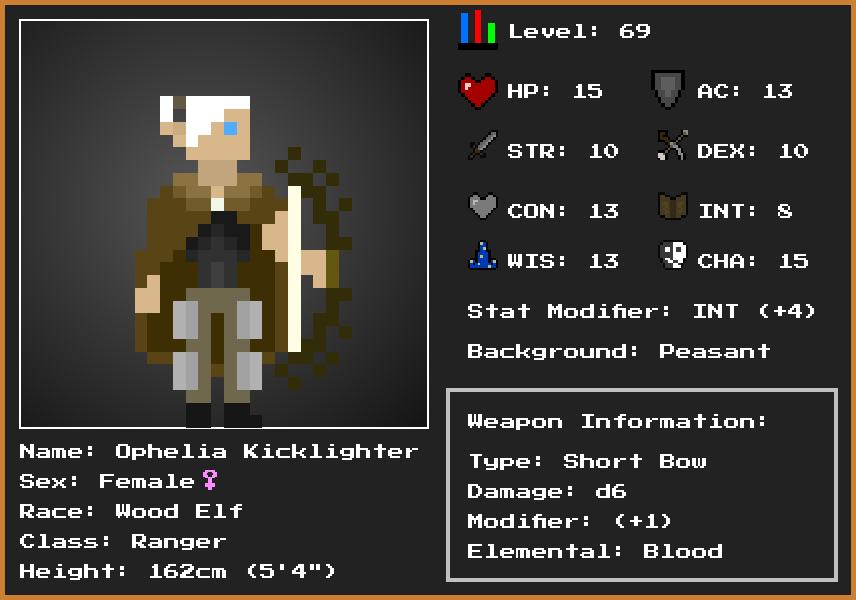 Level: 69
HP: 15
AC: 13
STR: 10
DEX: 10
CON: 13
INT: 8
WIS: 13
CHA: 15
Stat Modifier: INT (+4)
Background: Peasant
Weapon Information:
Type: Short Bow
Damage: d6
Modifier: (+1)
Elemental: Blood
Name: Ophelia Kicklighter
Sex: Female♀
Race: Wood Elf
Class: Ranger
Height: 162cm (5'4")